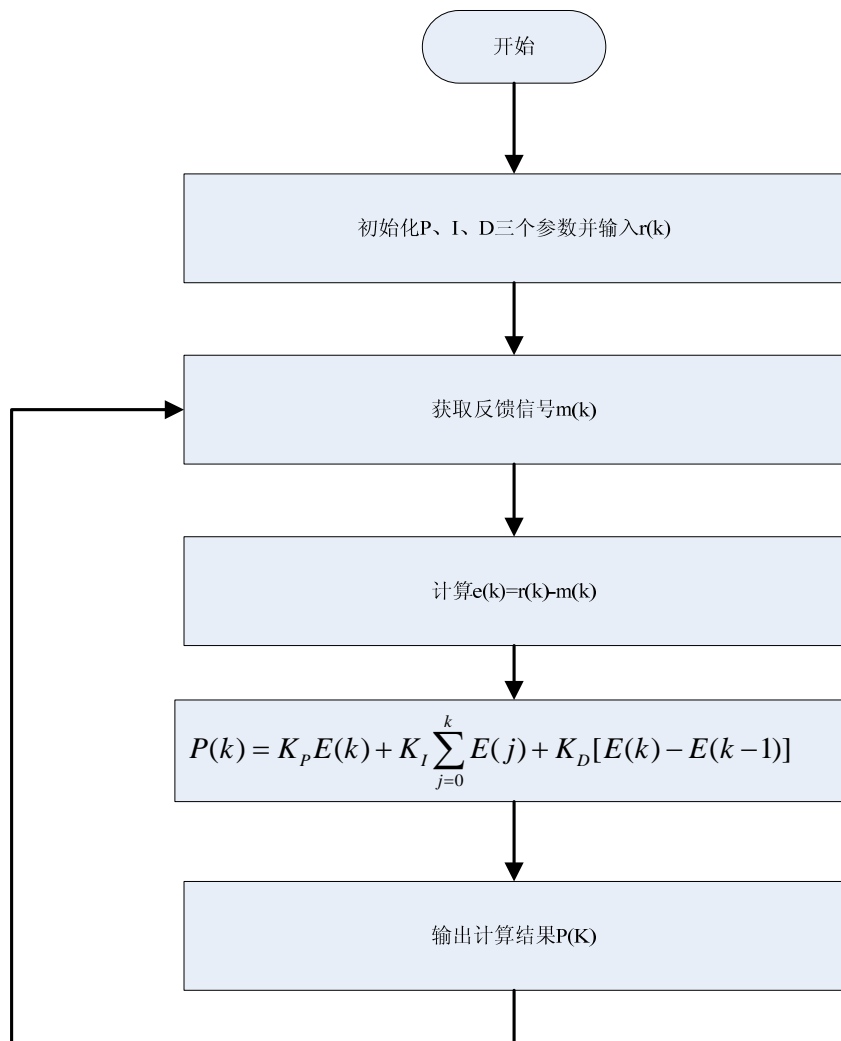 开始
初始化P、I、D三个参数并输入r(k)
获取反馈信号m(k)
计算e(k)=r(k)-m(k)
$P(k) = K_P E(k) + K_I \sum_{j=0}^{k} E(j) + K_D [E(k) - E(k-1)]$
输出计算结果P(K)